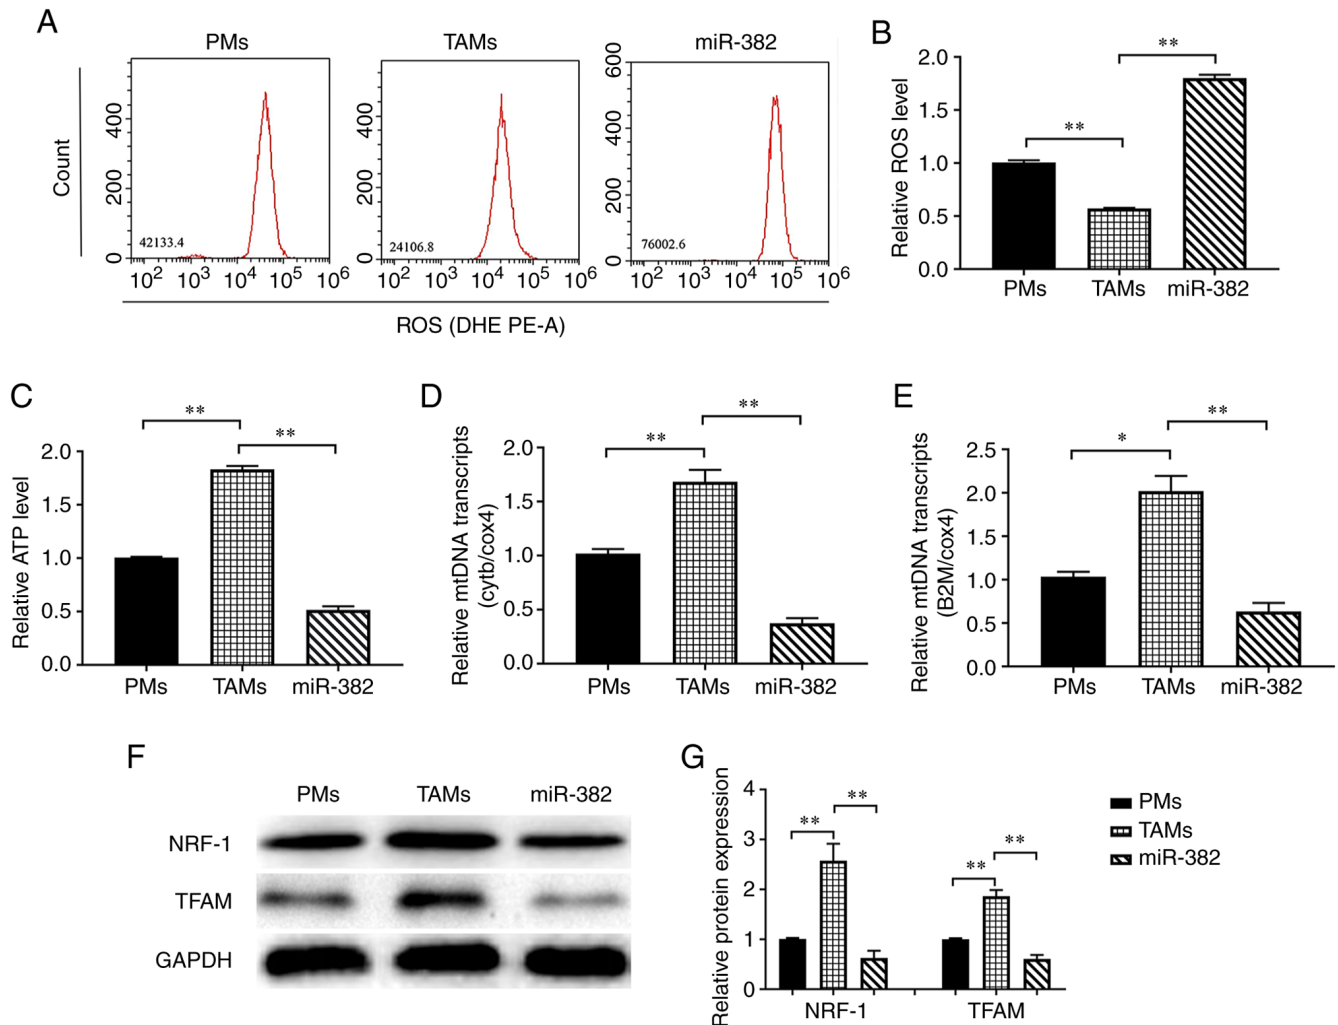 A
PMs
TAMs
miR-382
Count
400
200
0
42133.4
10² 10³ 10⁴ 10⁵ 10⁶
400
200
0
24106.8
10² 10³ 10⁴ 10⁵ 10⁶
600
400
200
0
76002.6
10² 10³ 10⁴ 10⁵ 10⁶
ROS (DHE PE-A)
B
Relative ROS level
2.0
1.5
1.0
0.5
0.0
**
**
PMs TAMs miR-382
C
Relative ATP level
2.0
1.5
1.0
0.5
0.0
**
**
PMs TAMs miR-382
D
Relative mtDNA transcripts
(cytb/cox4)
2.0
1.5
1.0
0.5
0.0
**
**
PMs TAMs miR-382
E
Relative mtDNA transcripts
(B2M/cox4)
2.5
2.0
1.5
1.0
0.5
0.0
*
**
PMs TAMs miR-382
F
PMs TAMs miR-382
NRF-1
TFAM
GAPDH
G
Relative protein expression
4
3
2
1
0
**
**
**
**
NRF-1 TFAM
PMs
TAMs
miR-382